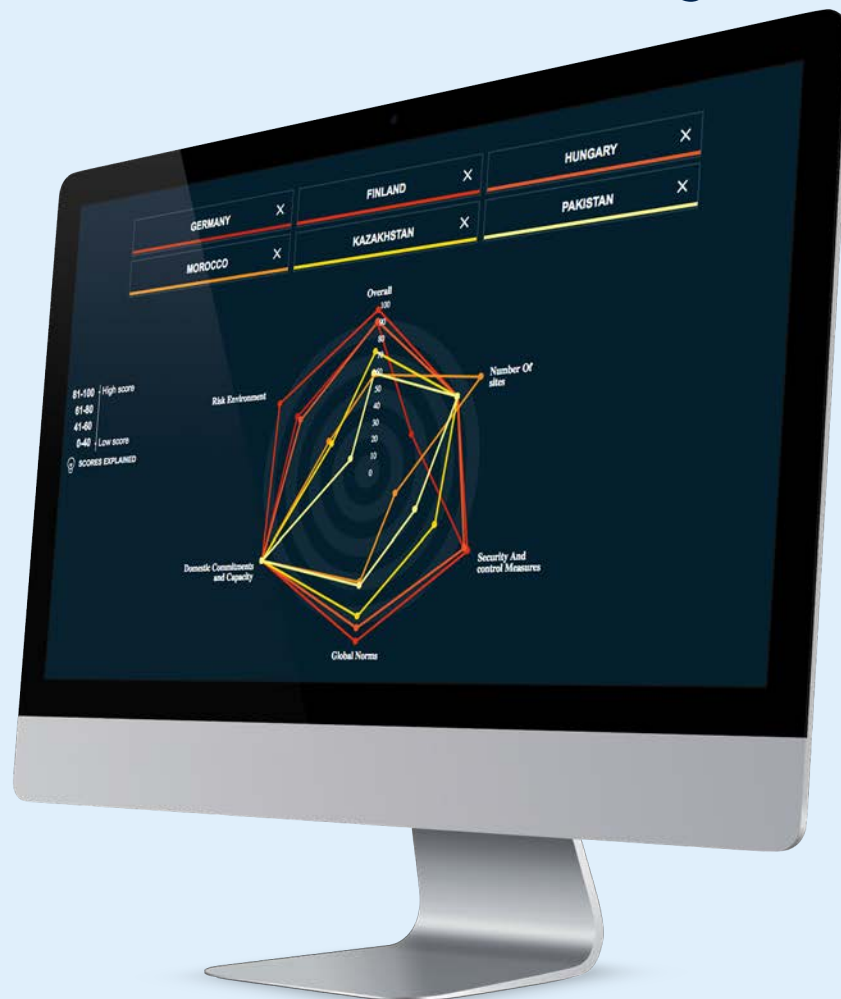 GERMANY X
FINLAND X
HUNGARY X
MOROCCO X
KAZAKHSTAN X
PAKISTAN X
Overall
100
90
80
70
60
50
40
30
20
10
0
Number Of
sites
Security And
control Measures
Global Norms
Domestic Commitments
and Capacity
Risk Environment
81-100 High score
61-80
41-60
0-40 Low score
SCORES EXPLAINED